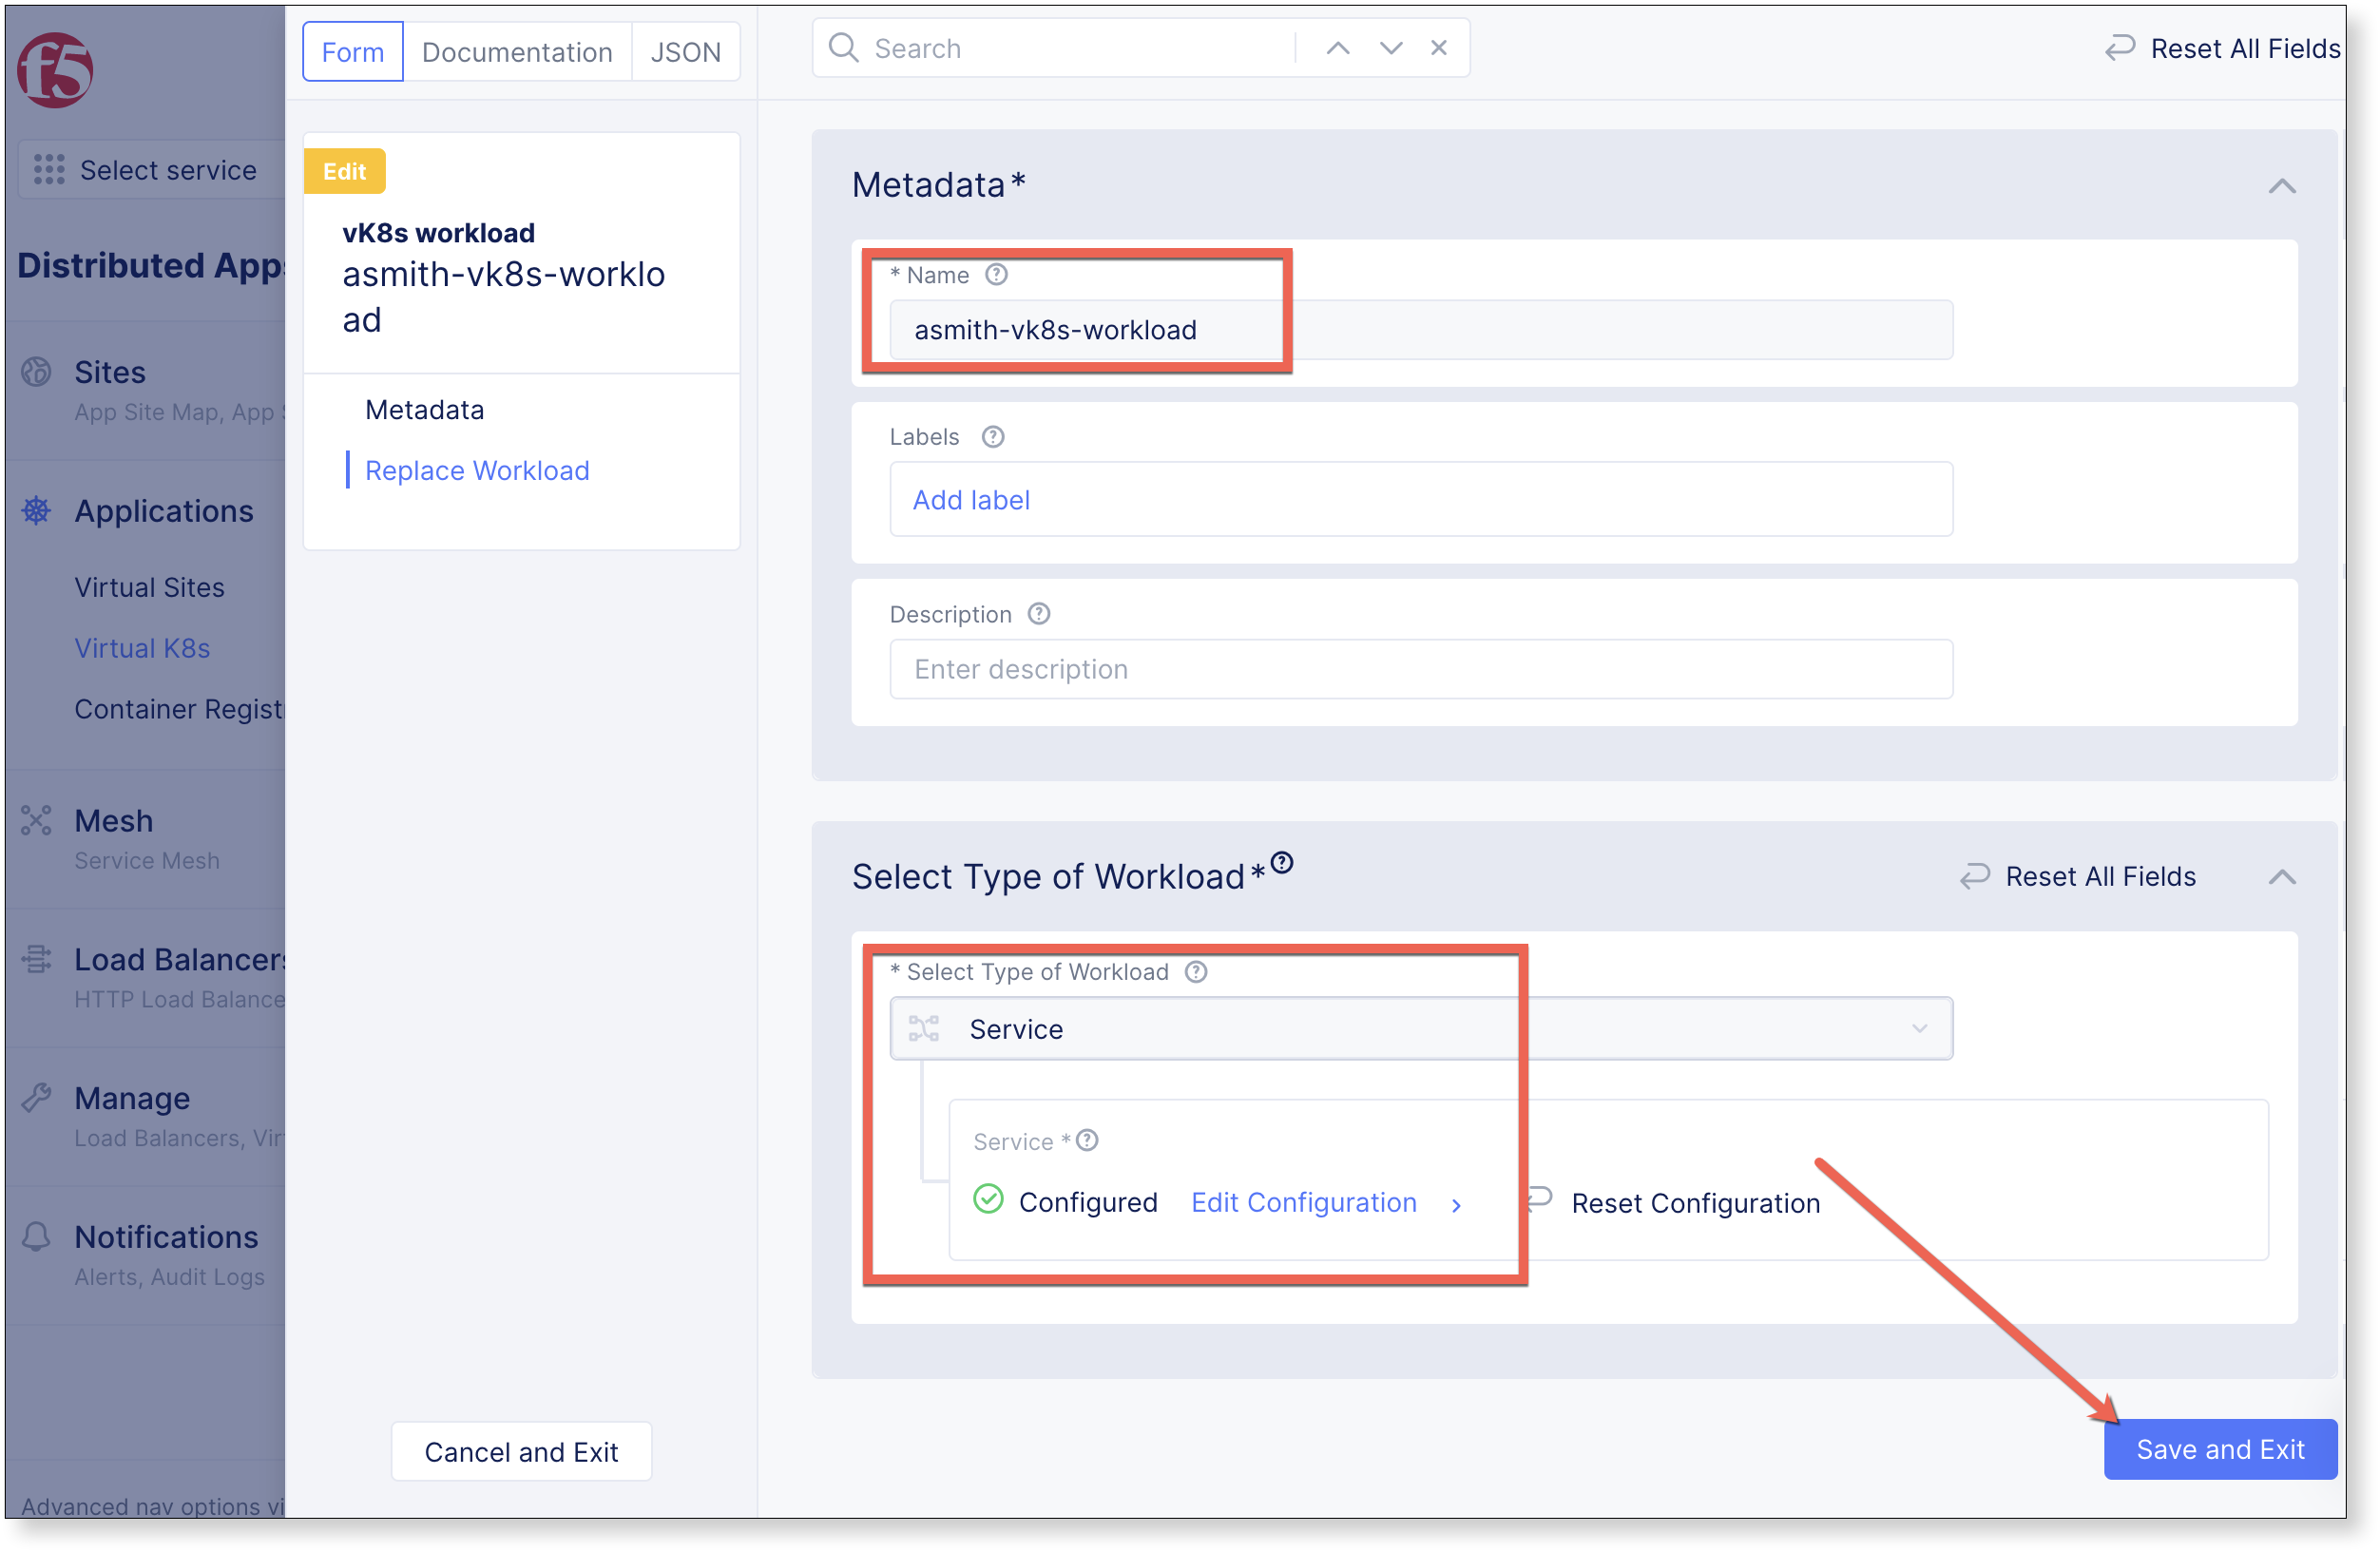 f5
Select service
Distributed Apps
Sites
App Site Map, App
Applications
Virtual Sites
Virtual K8s
Container Regist
Mesh
Service Mesh
Load Balancers
HTTP Load Balance
Manage
Load Balancers, Vir
Notifications
Alerts, Audit Logs
Advanced nav options vi
Form
Documentation
JSON
Edit
vK8s workload
asmith-vk8s-worklo
ad
Metadata
Replace Workload
Cancel and Exit
Search
Reset All Fields
Metadata*
* Name
asmith-vk8s-workload
Labels
Add label
Description
Enter description
Select Type of Workload*
Reset All Fields
* Select Type of Workload
Service
Service *
Configured Edit Configuration
Reset Configuration
Save and Exit